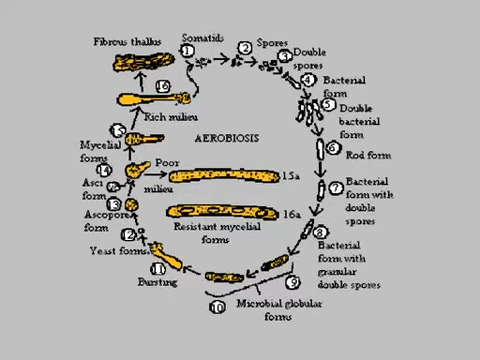 Fibrous thallus
Somatids
1
2
Spores
3
Double
spores
4
Bacterial
form
5
Double
bacterial
form
6
Rod form
7
Bacterial
form with
double
spores
8
Bacterial
form with
granular
double spores
9
Microbial globular
forms
10
11
Bursting
12
Yeast forms
13
Ascopore
form
Asci
form
14
Mycelial
forms
15
16
Rich milieu
AEROBIOSIS
Poor
milieu
15a
16a
Resistant mycelial
forms